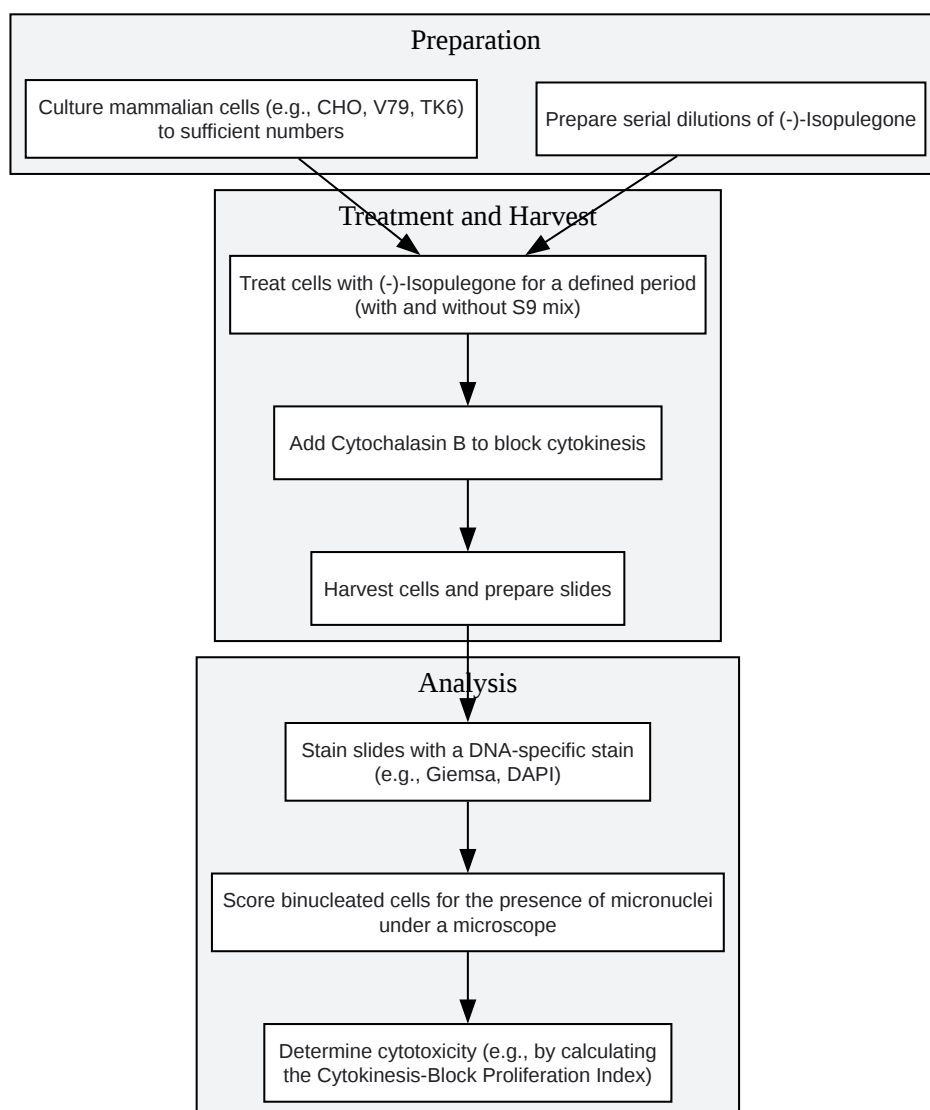 Preparation
Culture mammalian cells (e.g., CHO, V79, TK6)
to sufficient numbers
Prepare serial dilutions of (-)-Isopulegone
Treatment and Harvest
Treat cells with (-)-Isopulegone for a defined period
(with and without S9 mix)
Add Cytochalasin B to block cytokinesis
Harvest cells and prepare slides
Analysis
Stain slides with a DNA-specific stain
(e.g., Giemsa, DAPI)
Score binucleated cells for the presence of micronuclei
under a microscope
Determine cytotoxicity (e.g., by calculating
the Cytokinesis-Block Proliferation Index)